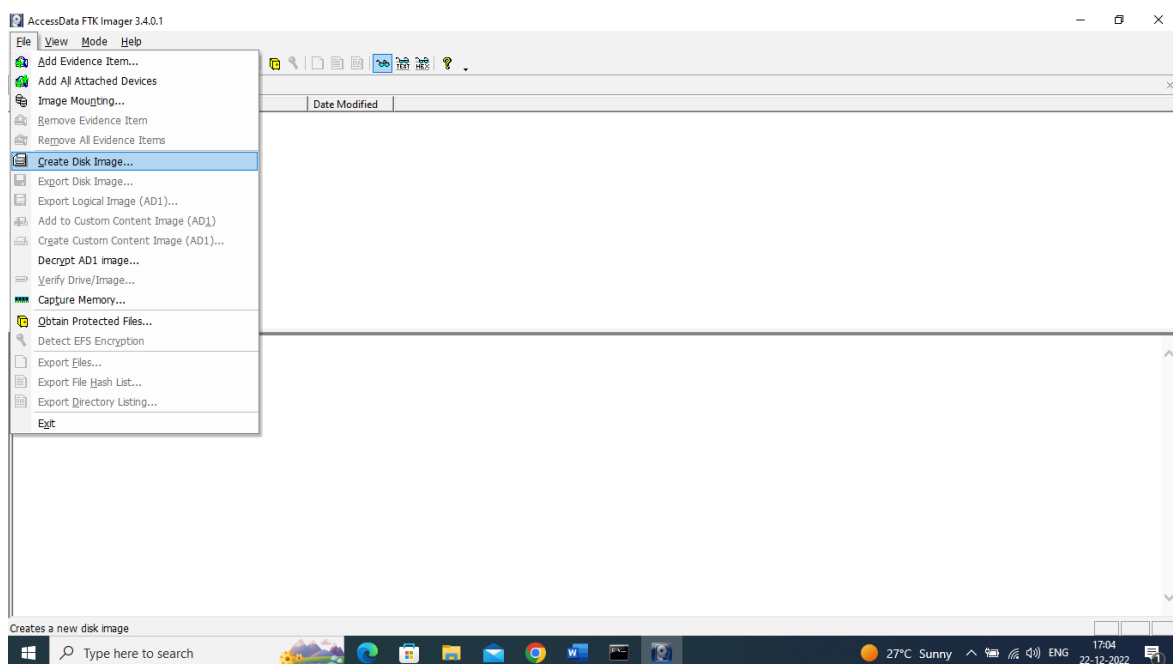 AccessData FTK Imager 3.4.0.1
File View Mode Help
Add Evidence Item...
Add All Attached Devices
Image Mounting...
Date Modified
Remove Evidence Item
Remove All Evidence Items
Create Disk Image...
Export Disk Image...
Export Logical Image (AD1)...
Add to Custom Content Image (AD1)
Create Custom Content Image (AD1)...
Decrypt AD1 image...
Verify Drive/Image...
Capture Memory...
Obtain Protected Files...
Detect EFS Encryption
Export Files...
Export File Hash List...
Export Directory Listing...
Exit
Creates a new disk image
Type here to search
27°C Sunny
ENG
17:04
22-12-2022